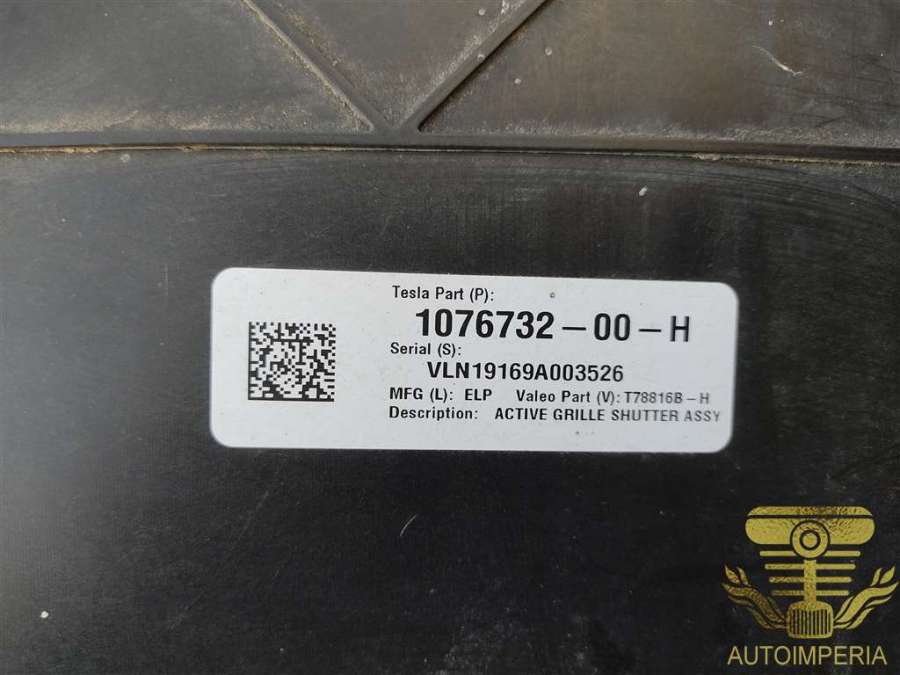 Tesla Part (P):
1076732-00-H
Serial (S):
VLN19169A003526
MFG (L): ELP Valeo Part (V): T78816B-H
Description: ACTIVE GRILLE SHUTTER ASSY
AUTOIMPERIA